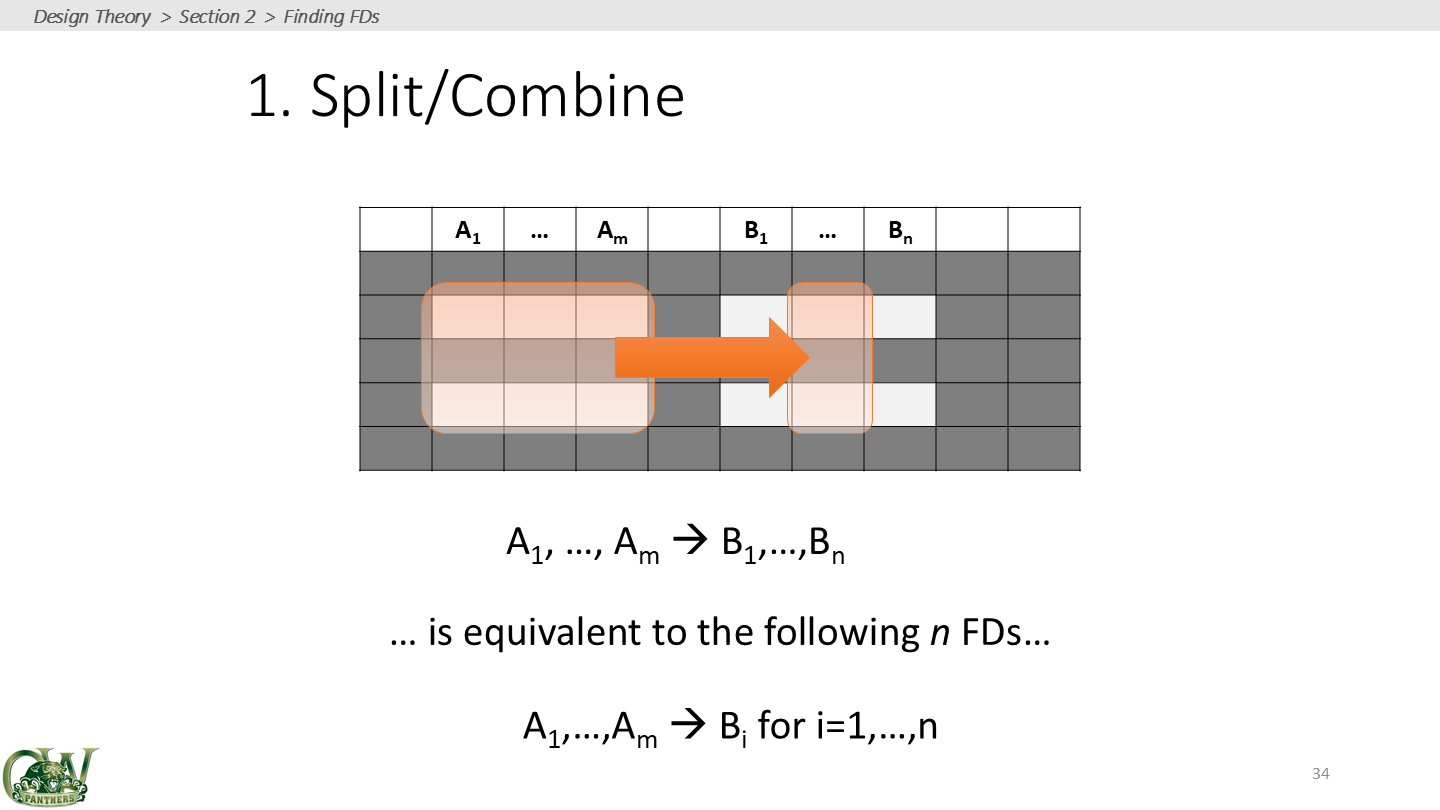 Design Theory > Section 2 > Finding FDs
1. Split/Combine
A1 … Am B1 … Bn
A1, …, Am → B1,…,Bn
… is equivalent to the following n FDs…
A1,…,Am → Bi for i=1,…,n
PANTHERS
34